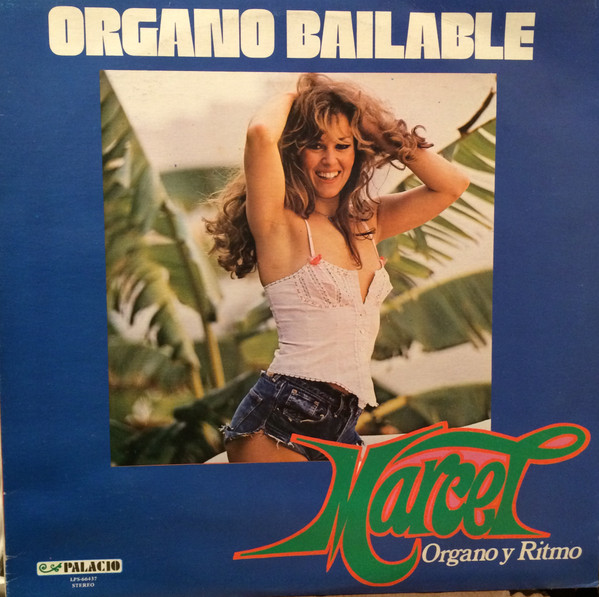 ORGANO BAILABLE
Marcel
Organo y Ritmo
PALACIO
LPS-66437
STEREO